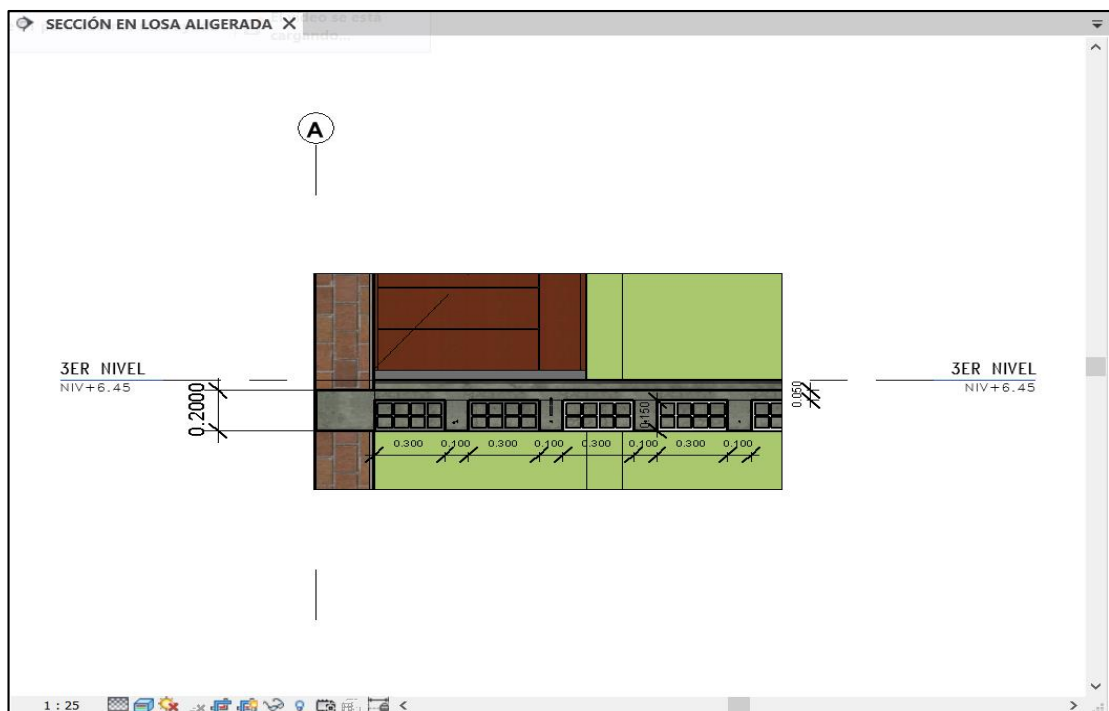 SECCIÓN EN LOSA ALIGERADA
A
3ER NIVEL
NIV+6.45
3ER NIVEL
NIV+6.45
0.2000
0.050
0.150
0.300 0.100 0.300 0.100 0.300 0.100 0.300 0.100
1 : 25